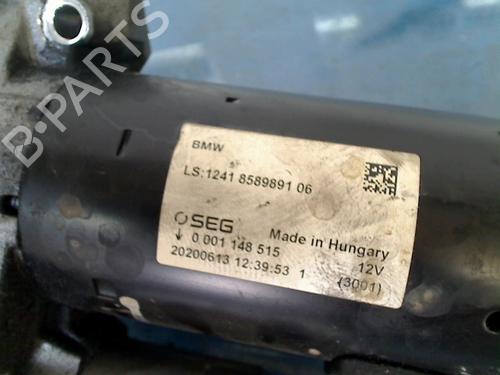 BMW
LS:1241 8589891 06
SEG Made in Hungary
0 001 148 515 12V
20200613 12:39:53 1 (3001)
B-PARTS